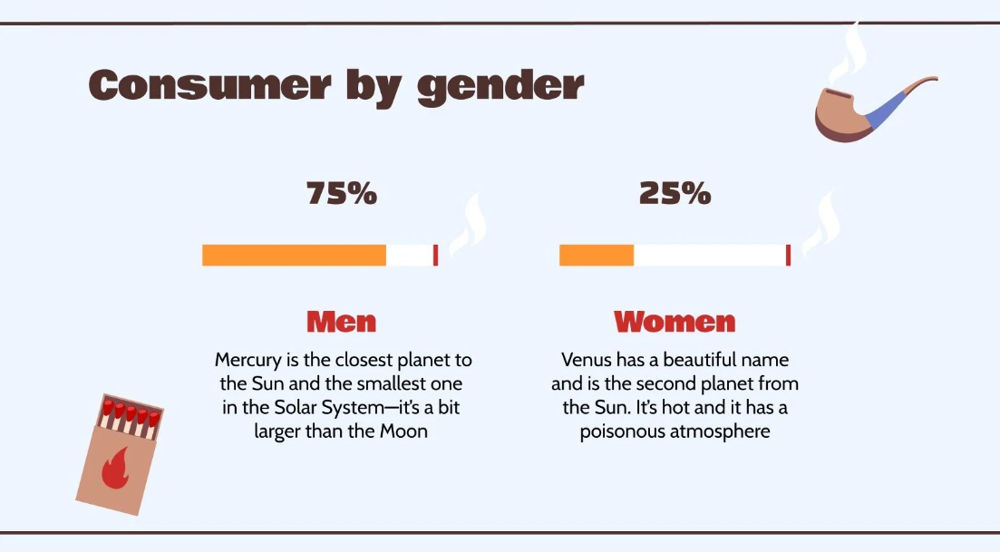 Consumer by gender
75%
25%
Men
Mercury is the closest planet to
the Sun and the smallest one
in the Solar System—it's a bit
larger than the Moon
Women
Venus has a beautiful name
and is the second planet from
the Sun. It's hot and it has a
poisonous atmosphere